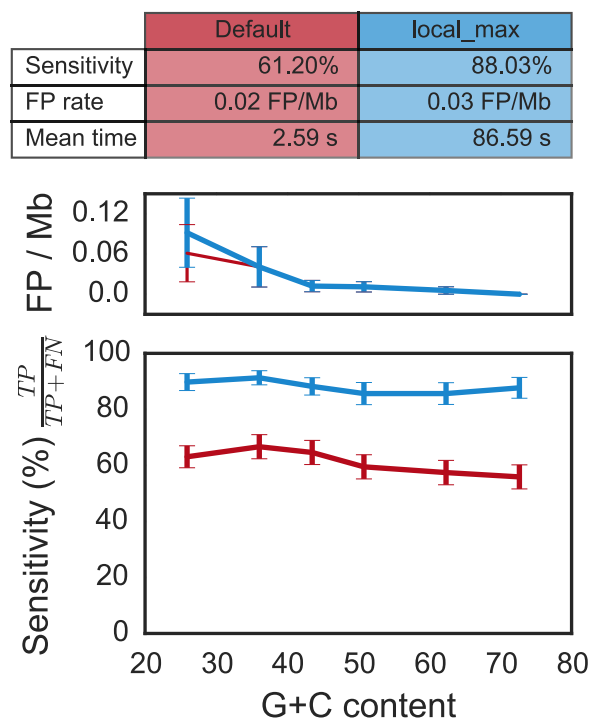 Default local_max
Sensitivity 61.20% 88.03%
FP rate 0.02 FP/Mb 0.03 FP/Mb
Mean time 2.59 s 86.59 s
FP / Mb
0.12
0.06
0.0
Sensitivity (%) TP / TP+FN
100
80
60
40
20
0
20 30 40 50 60 70 80
G+C content